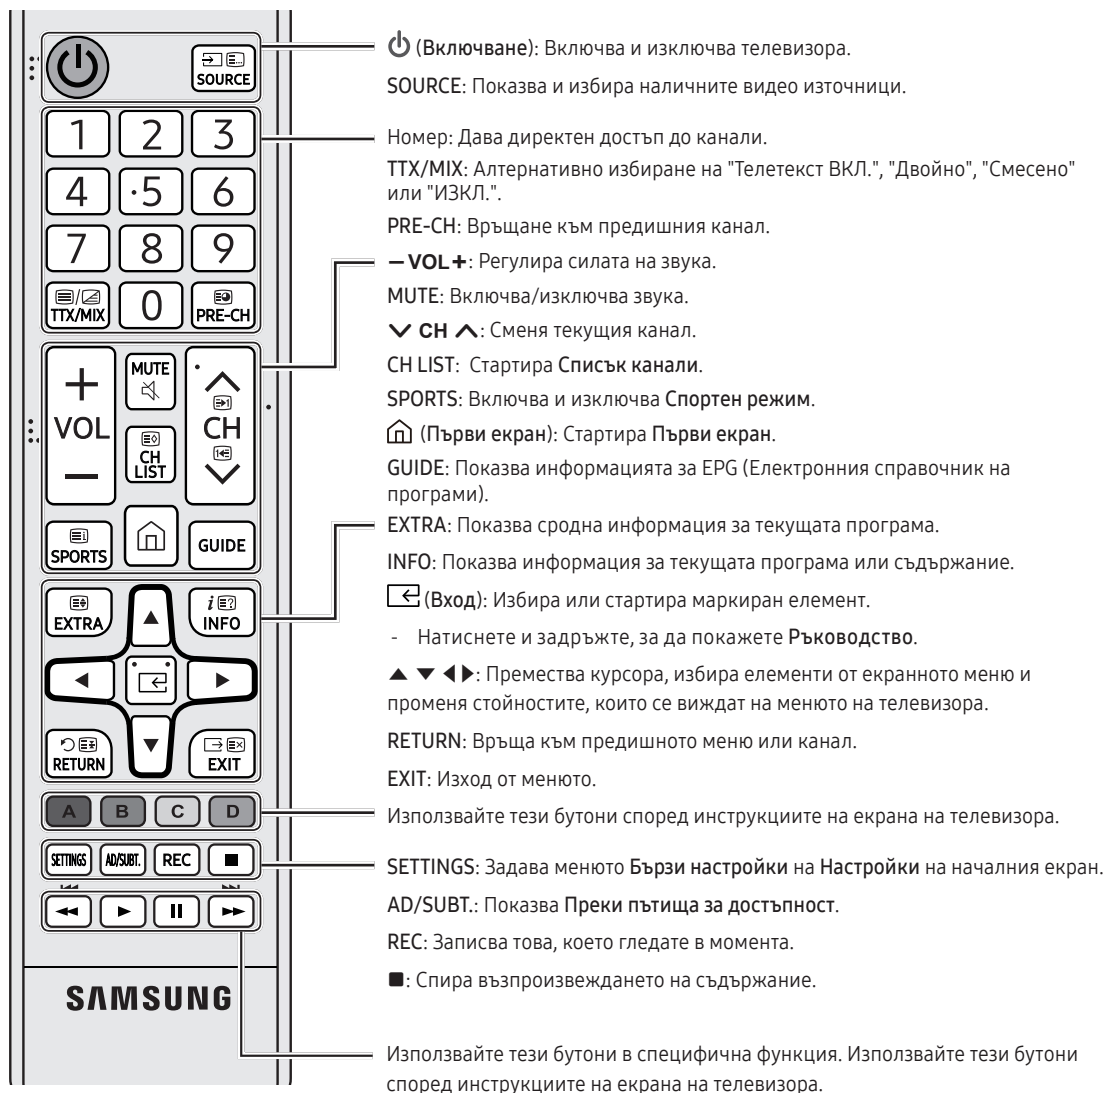 SOURCE
1 2 3
4 ·5 6
7 8 9
TTX/MIX 0 PRE-CH
+ MUTE
VOL CH
CH
LIST
—
SPORTS GUIDE
EXTRA i INFO
RETURN EXIT
A B C D
SETTINGS AD/SUBT. REC
SAMSUNG
(Включване): Включва и изключва телевизора.
SOURCE: Показва и избира наличните видео източници.
Номер: Дава директен достъп до канали.
TTX/MIX: Алтернативно избиране на "Телетекст ВКЛ.", "Двойно", "Смесено"
или "ИЗКЛ.".
PRE-CH: Връщане към предишния канал.
– VOL +: Регулира силата на звука.
MUTE: Включва/изключва звука.
CH : Сменя текущия канал.
CH LIST: Стартира Списък канали.
SPORTS: Включва и изключва Спортен режим.
(Първи екран): Стартира Първи екран.
GUIDE: Показва информацията за EPG (Електронния справочник на
програми).
EXTRA: Показва сродна информация за текущата програма.
INFO: Показва информация за текущата програма или съдържание.
(Вход): Избира или стартира маркиран елемент.
- Натиснете и задръжте, за да покажете Ръководство.
▲ ▼ ◀ ▶: Премества курсора, избира елементи от екранното меню и
променя стойностите, които се виждат на менюто на телевизора.
RETURN: Връща към предишното меню или канал.
EXIT: Изход от менюто.
Използвайте тези бутони според инструкциите на екрана на телевизора.
SETTINGS: Задава менюто Бързи настройки на Настройки на началния екран.
AD/SUBT.: Показва Преки пътища за достъпност.
REC: Записва това, което гледате в момента.
■: Спира възпроизвеждането на съдържание.
Използвайте тези бутони в специфична функция. Използвайте тези бутони
според инструкциите на екрана на телевизора.